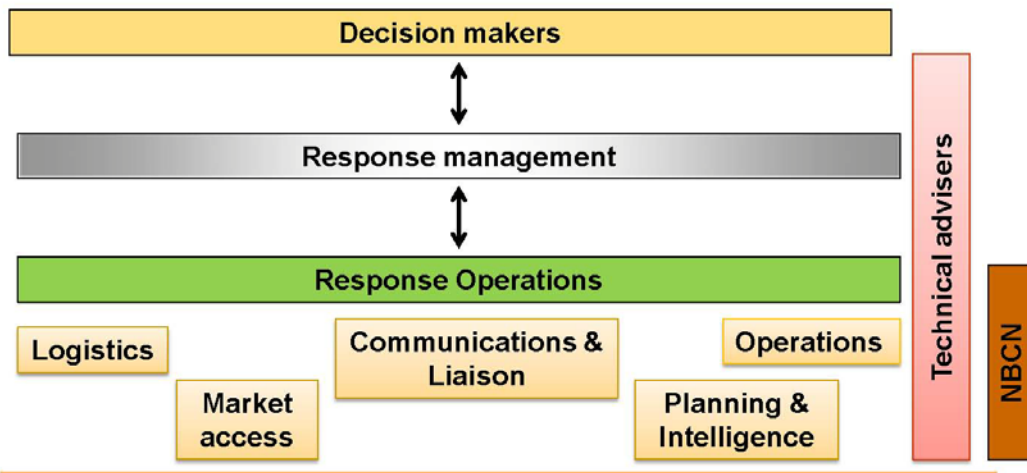 Decision makers
Response management
Response Operations
Logistics
Market
access
Communications &
Liaison
Planning &
Intelligence
Operations
Technical advisers
NBCN